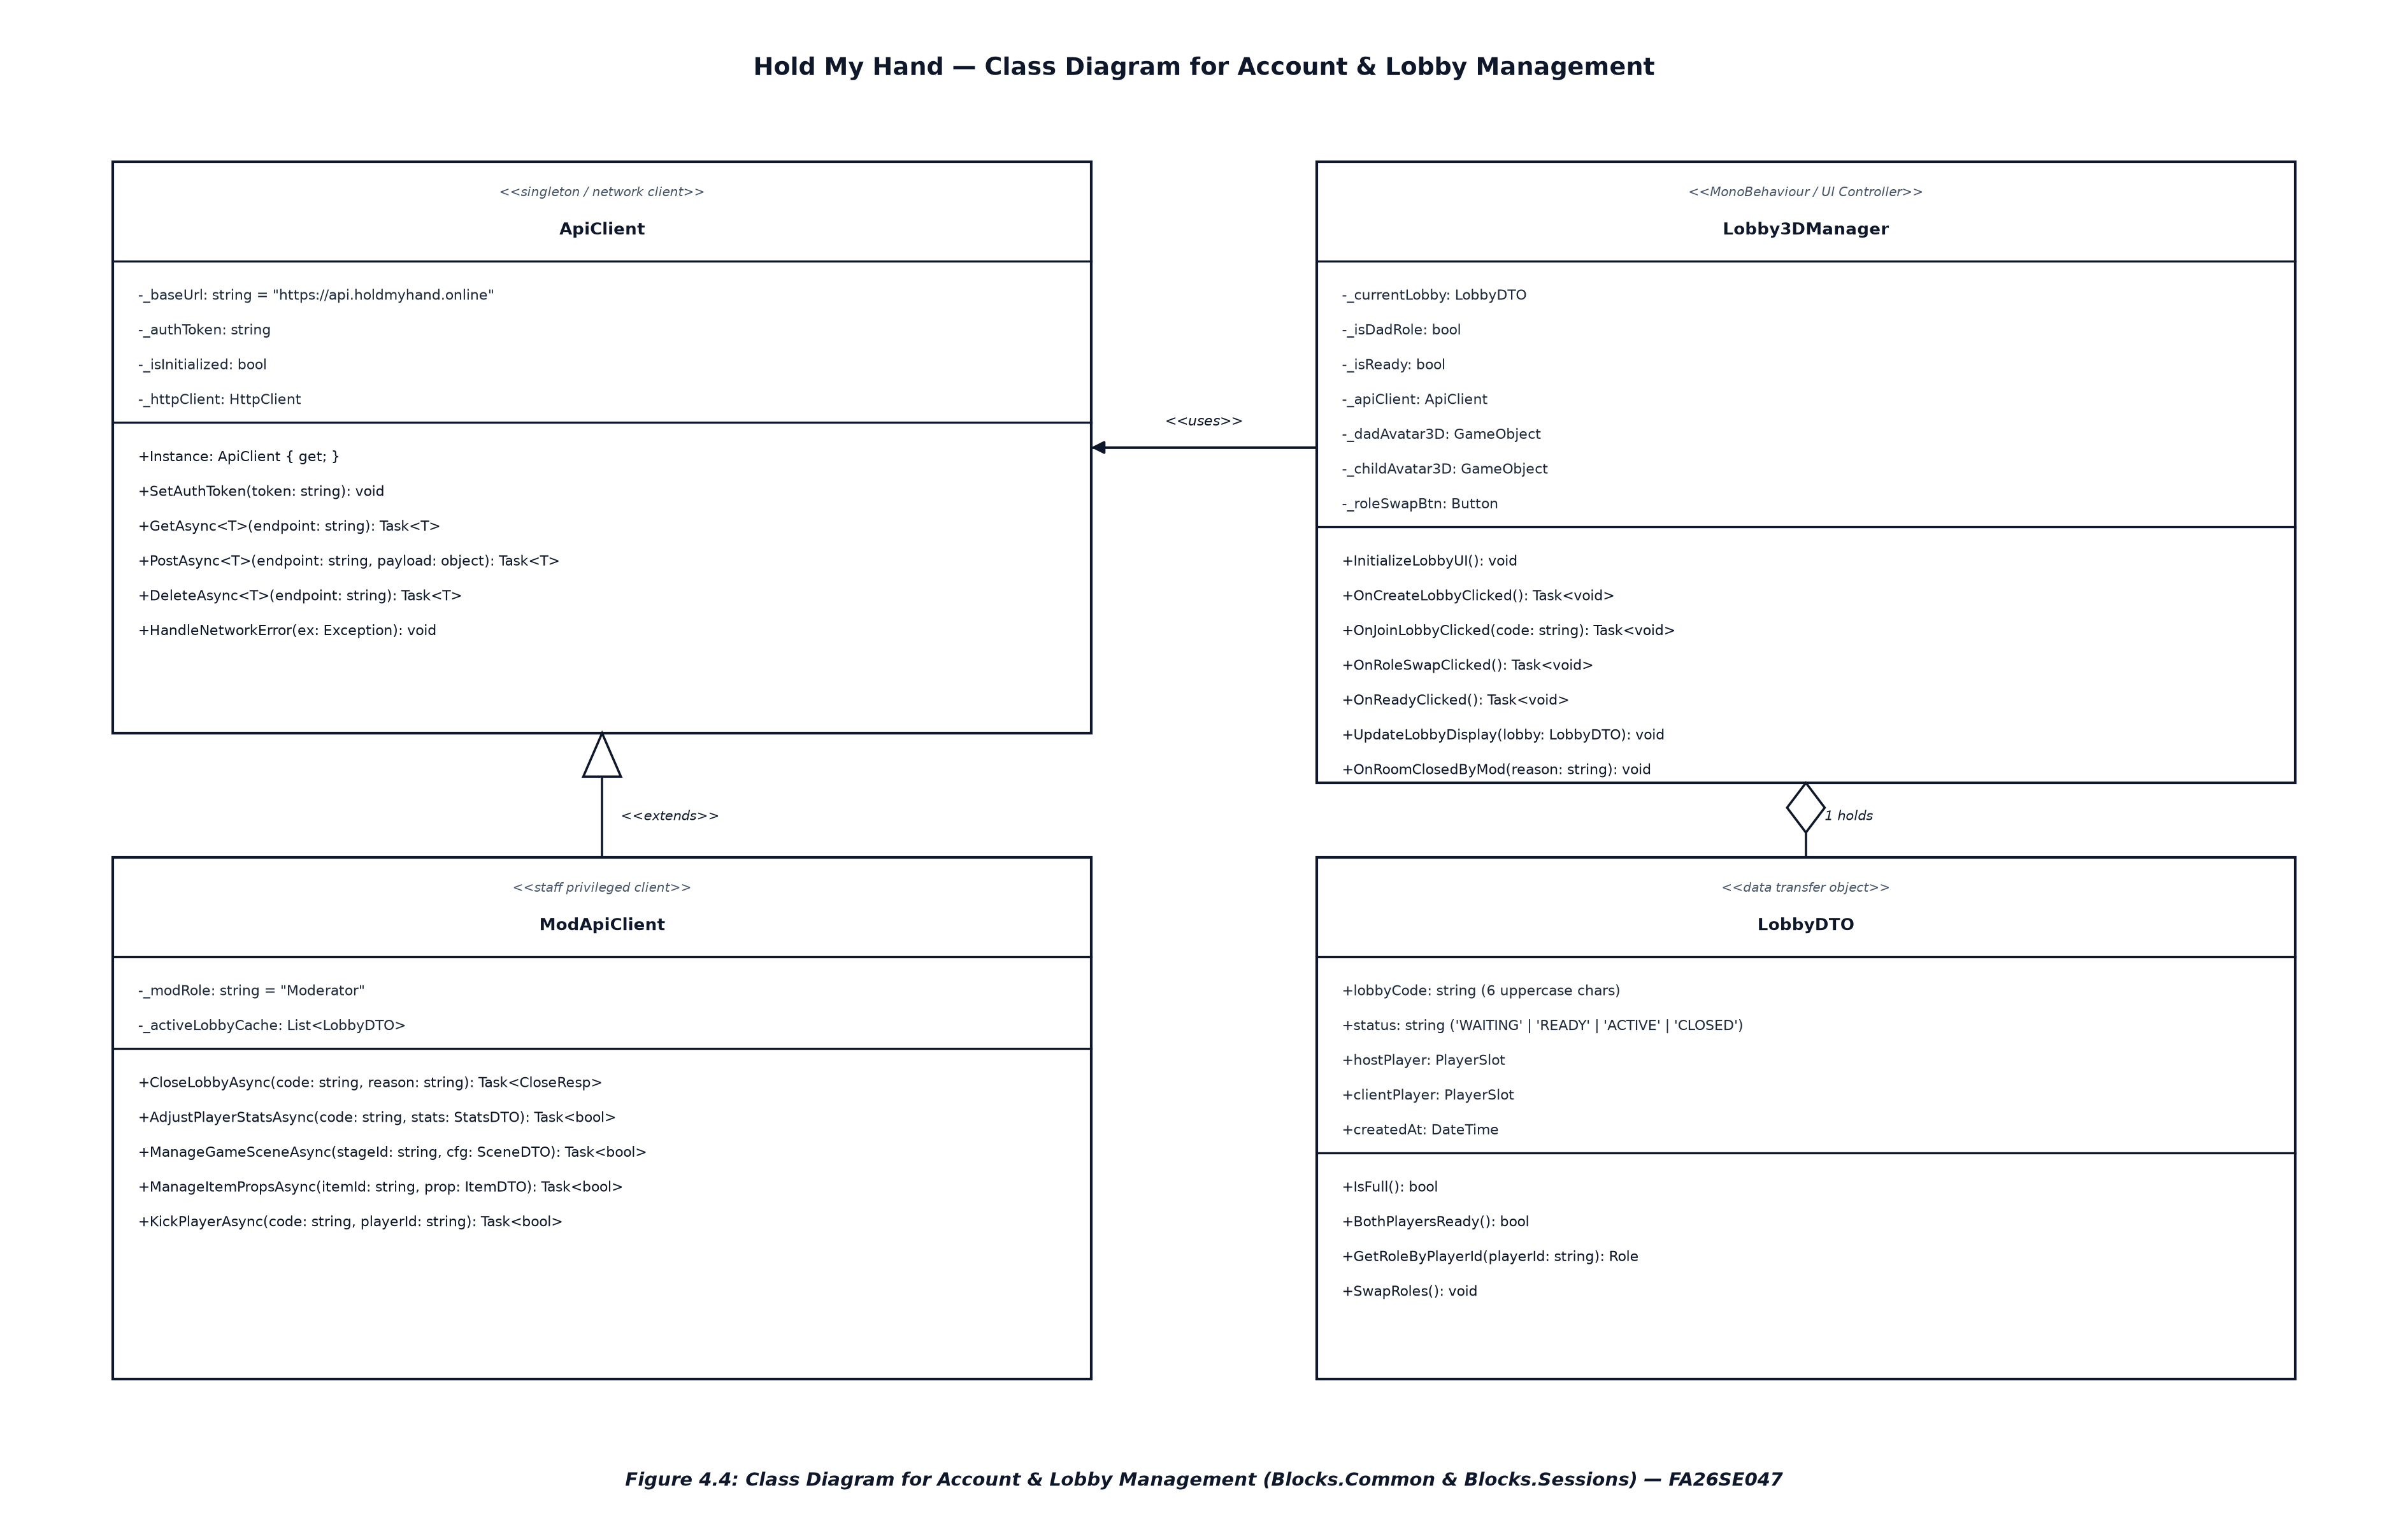 Hold My Hand — Class Diagram for Account & Lobby Management
<<singleton / network client>>
ApiClient
-_baseUrl: string = "https://api.holdmyhand.online"
-_authToken: string
-_isInitialized: bool
-_httpClient: HttpClient
+Instance: ApiClient { get; }
+SetAuthToken(token: string): void
+GetAsync<T>(endpoint: string): Task<T>
+PostAsync<T>(endpoint: string, payload: object): Task<T>
+DeleteAsync<T>(endpoint: string): Task<T>
+HandleNetworkError(ex: Exception): void
<<uses>>
<<MonoBehaviour / UI Controller>>
Lobby3DManager
-_currentLobby: LobbyDTO
-_isDadRole: bool
-_isReady: bool
-_apiClient: ApiClient
-_dadAvatar3D: GameObject
-_childAvatar3D: GameObject
-_roleSwapBtn: Button
+InitializeLobbyUI(): void
+OnCreateLobbyClicked(): Task<void>
+OnJoinLobbyClicked(code: string): Task<void>
+OnRoleSwapClicked(): Task<void>
+OnReadyClicked(): Task<void>
+UpdateLobbyDisplay(lobby: LobbyDTO): void
+OnRoomClosedByMod(reason: string): void
<<extends>>
1 holds
<<staff privileged client>>
ModApiClient
-_modRole: string = "Moderator"
-_activeLobbyCache: List<LobbyDTO>
+CloseLobbyAsync(code: string, reason: string): Task<CloseResp>
+AdjustPlayerStatsAsync(code: string, stats: StatsDTO): Task<bool>
+ManageGameSceneAsync(stageId: string, cfg: SceneDTO): Task<bool>
+ManageItemPropsAsync(itemId: string, prop: ItemDTO): Task<bool>
+KickPlayerAsync(code: string, playerId: string): Task<bool>
<<data transfer object>>
LobbyDTO
+lobbyCode: string (6 uppercase chars)
+status: string ('WAITING' | 'READY' | 'ACTIVE' | 'CLOSED')
+hostPlayer: PlayerSlot
+clientPlayer: PlayerSlot
+createdAt: DateTime
+IsFull(): bool
+BothPlayersReady(): bool
+GetRoleByPlayerId(playerId: string): Role
+SwapRoles(): void
Figure 4.4: Class Diagram for Account & Lobby Management (Blocks.Common & Blocks.Sessions) — FA26SE047